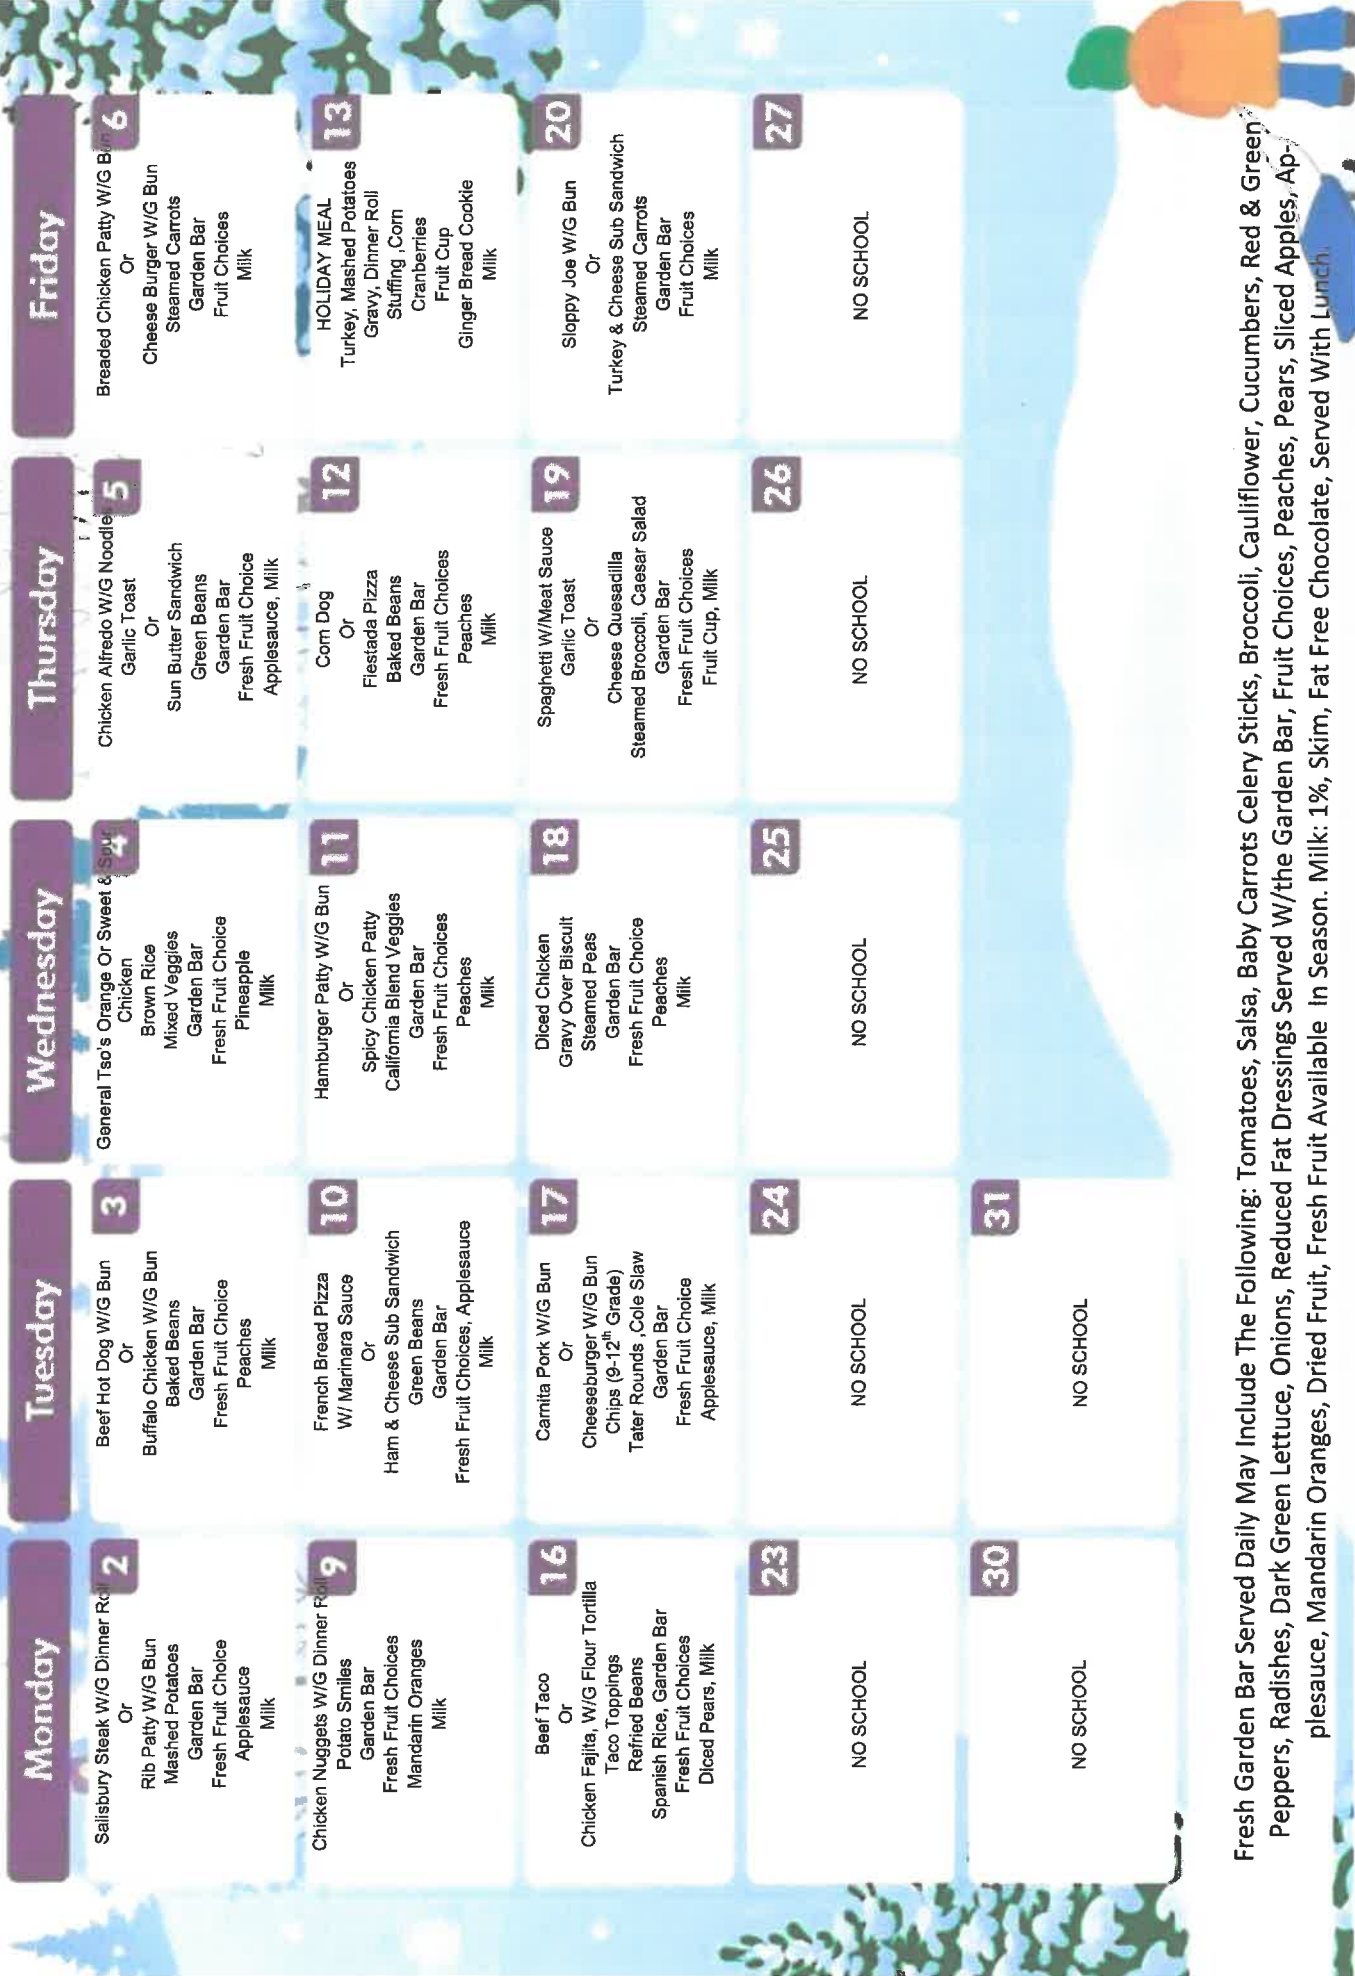 Monday
Tuesday
Wednesday
Thursday
Friday
2
Salisbury Steak W/G Dinner Roll
Or
Rib Patty W/G Bun
Mashed Potatoes
Garden Bar
Fresh Fruit Choice
Applesauce
Milk
3
Beef Hot Dog W/G Bun
Or
Buffalo Chicken W/G Bun
Baked Beans
Garden Bar
Fresh Fruit Choice
Peaches
Milk
4
General Tso's Orange Or Sweet & Sour
Chicken
Brown Rice
Mixed Veggies
Garden Bar
Fresh Fruit Choice
Pineapple
Milk
5
Chicken Alfredo W/G Noodles
Garlic Toast
Or
Sun Butter Sandwich
Green Beans
Garden Bar
Fresh Fruit Choice
Applesauce, Milk
6
Breaded Chicken Patty W/G Bun
Or
Cheese Burger W/G Bun
Steamed Carrots
Garden Bar
Fruit Choices
Milk
9
Chicken Nuggets W/G Dinner Roll
Potato Smiles
Garden Bar
Fresh Fruit Choices
Mandarin Oranges
Milk
10
French Bread Pizza
W/ Marinara Sauce
Or
Ham & Cheese Sub Sandwich
Green Beans
Garden Bar
Fresh Fruit Choices, Applesauce
Milk
11
Hamburger Patty W/G Bun
Or
Spicy Chicken Patty
California Blend Veggies
Garden Bar
Fresh Fruit Choices
Peaches
Milk
12
Corn Dog
Or
Fiestada Pizza
Baked Beans
Garden Bar
Fresh Fruit Choices
Peaches
Milk
13
HOLIDAY MEAL
Turkey, Mashed Potatoes
Gravy, Dinner Roll
Stuffing ,Corn
Cranberries
Fruit Cup
Ginger Bread Cookie
Milk
16
Beef Taco
Or
Chicken Fajita, W/G Flour Tortilla
Taco Toppings
Refried Beans
Spanish Rice, Garden Bar
Fresh Fruit Choices
Diced Pears, Milk
17
Carnita Pork W/G Bun
Or
Cheeseburger W/G Bun
Chips (9-12th Grade)
Tater Rounds ,Cole Slaw
Garden Bar
Fresh Fruit Choice
Applesauce, Milk
18
Diced Chicken
Gravy Over Biscuit
Steamed Peas
Garden Bar
Fresh Fruit Choice
Peaches
Milk
19
Spaghetti W/Meat Sauce
Garlic Toast
Or
Cheese Quesadilla
Steamed Broccoli, Caesar Salad
Garden Bar
Fresh Fruit Choices
Fruit Cup, Milk
20
Sloppy Joe W/G Bun
Or
Turkey & Cheese Sub Sandwich
Steamed Carrots
Garden Bar
Fruit Choices
Milk
23
NO SCHOOL
24
NO SCHOOL
25
NO SCHOOL
26
NO SCHOOL
27
NO SCHOOL
30
NO SCHOOL
31
NO SCHOOL
Fresh Garden Bar Served Daily May Include The Following: Tomatoes, Salsa, Baby Carrots Celery Sticks, Broccoli, Cauliflower, Cucumbers, Red & Green
Peppers, Radishes, Dark Green Lettuce, Onions, Reduced Fat Dressings Served W/the Garden Bar, Fruit Choices, Peaches, Pears, Sliced Apples, Ap-
plesauce, Mandarin Oranges, Dried Fruit, Fresh Fruit Available In Season. Milk: 1%, Skim, Fat Free Chocolate, Served With Lunch.